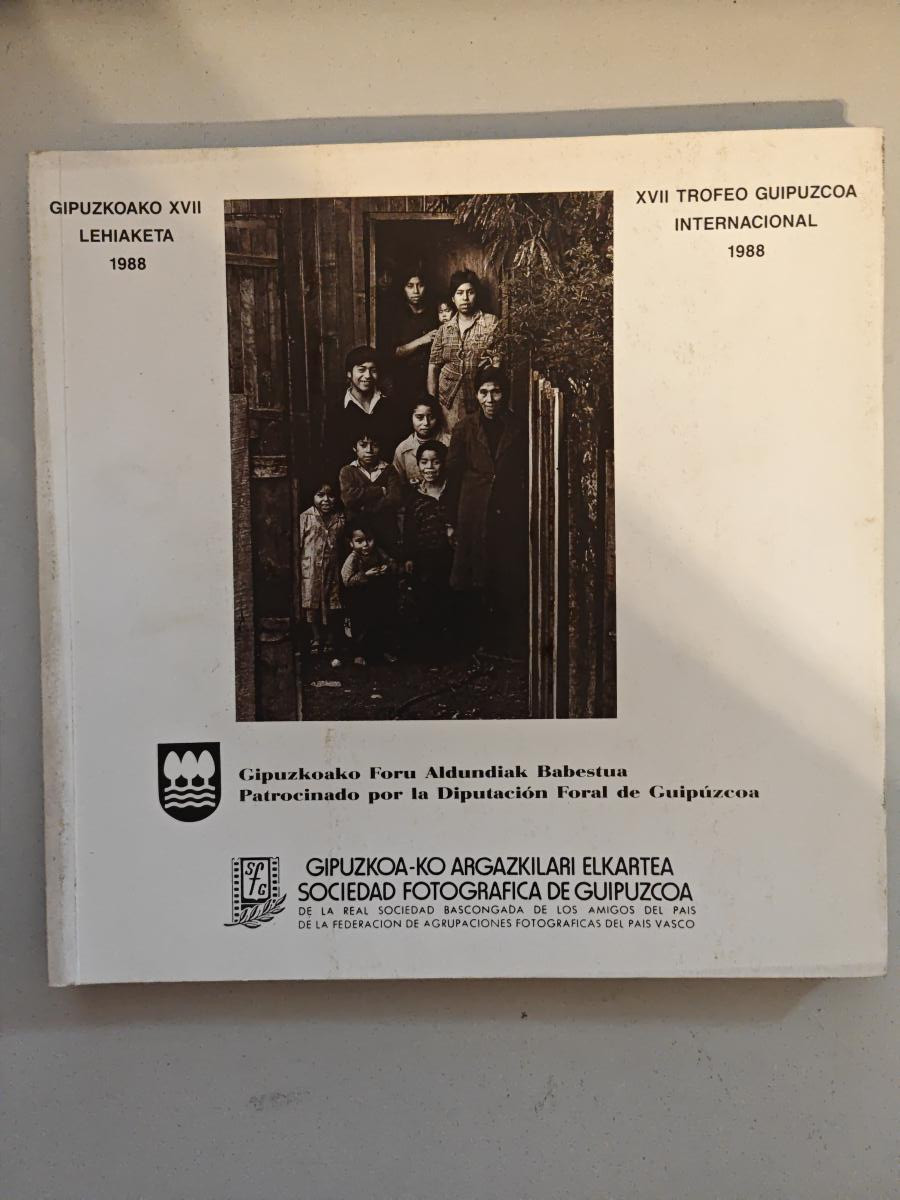 GIPUZKOAKO XVII
LEHIAKETA
1988
XVII TROFEO GUIPUZCOA
INTERNACIONAL
1988
Gipuzkoako Foru Aldundiak Babestua
Patrocinado por la Diputación Foral de Guipúzcoa
sfg
GIPUZKOA-KO ARGAZKILARI ELKARTEA
SOCIEDAD FOTOGRAFICA DE GUIPUZCOA
DE LA REAL SOCIEDAD BASCONGADA DE LOS AMIGOS DEL PAIS
DE LA FEDERACION DE AGRUPACIONES FOTOGRAFICAS DEL PAIS VASCO